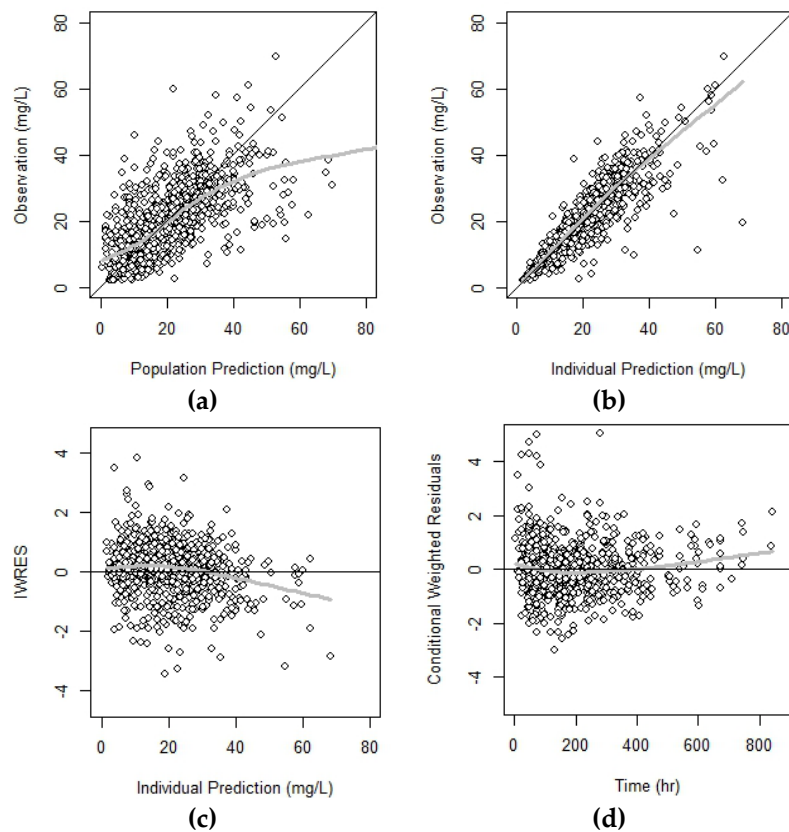 80
60
40
20
0
Observation (mg/L)
0 20 40 60 80
Population Prediction (mg/L)
(a)
80
60
40
20
0
Observation (mg/L)
0 20 40 60 80
Individual Prediction (mg/L)
(b)
4
2
0
-2
-4
IWRES
0 20 40 60 80
Individual Prediction (mg/L)
(c)
4
2
0
-2
-4
Conditional Weighted Residuals
0 200 400 600 800
Time (hr)
(d)